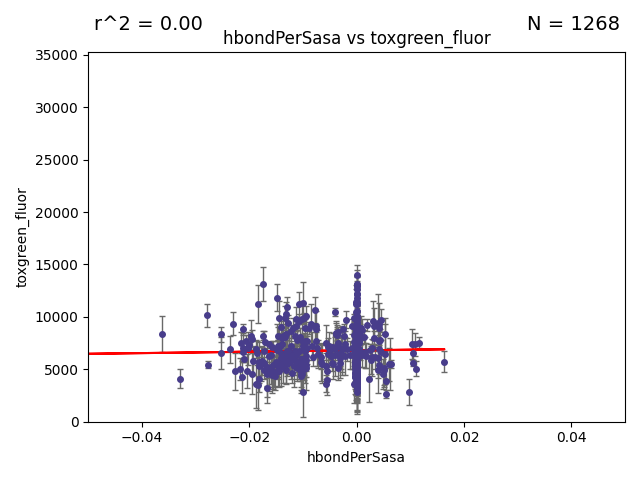 r^2 = 0.00
N = 1268
hbondPerSasa vs toxgreen_fluor
35000
30000
25000
20000
15000
10000
5000
0
toxgreen_fluor
−0.04
−0.02
0.00
0.02
0.04
hbondPerSasa